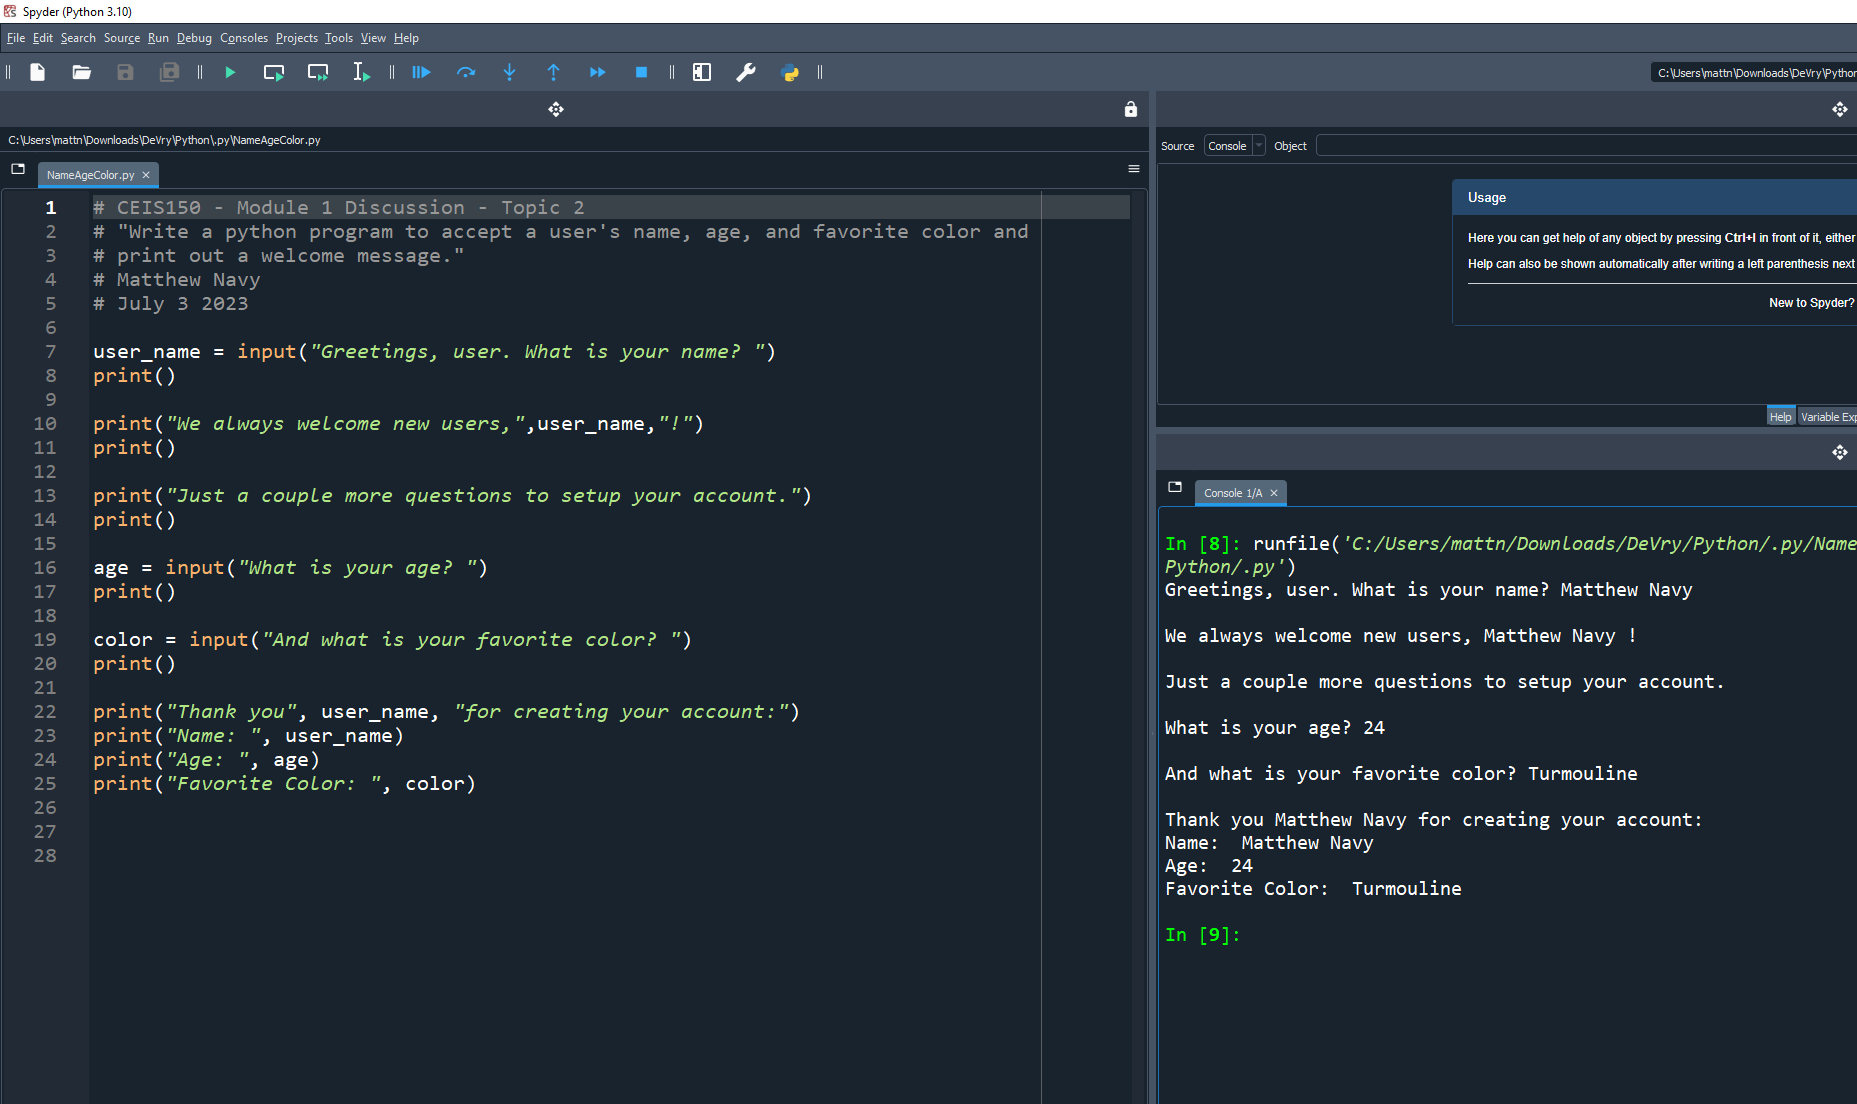 Spyder (Python 3.10)
File Edit Search Source Run Debug Consoles Projects Tools View Help
C:\Users\mattn\Downloads\DeVry\Python
C:\Users\mattn\Downloads\DeVry\Python\.py\NameAgeColor.py
NameAgeColor.py
1 # CEIS150 - Module 1 Discussion - Topic 2
2 # "Write a python program to accept a user's name, age, and favorite color and
3 # print out a welcome message."
4 # Matthew Navy
5 # July 3 2023
6
7 user_name = input("Greetings, user. What is your name? ")
8 print()
9
10 print("We always welcome new users,",user_name,"!")
11 print()
12
13 print("Just a couple more questions to setup your account.")
14 print()
15
16 age = input("What is your age? ")
17 print()
18
19 color = input("And what is your favorite color? ")
20 print()
21
22 print("Thank you", user_name, "for creating your account:")
23 print("Name: ", user_name)
24 print("Age: ", age)
25 print("Favorite Color: ", color)
26
27
28
Source Console Object
Usage
Here you can get help of any object by pressing Ctrl+I in front of it, either
Help can also be shown automatically after writing a left parenthesis next
New to Spyder?
Help Variable Exp
Console 1/A
In [8]: runfile('C:/Users/mattn/Downloads/DeVry/Python/.py/Name
Python/.py')
Greetings, user. What is your name? Matthew Navy
We always welcome new users, Matthew Navy !
Just a couple more questions to setup your account.
What is your age? 24
And what is your favorite color? Turmouline
Thank you Matthew Navy for creating your account:
Name:  Matthew Navy
Age:  24
Favorite Color:  Turmouline
In [9]: